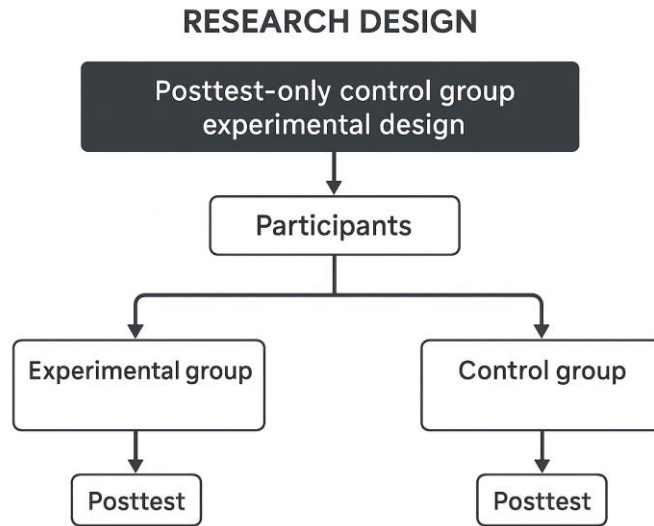 RESEARCH DESIGN
Posttest-only control group
experimental design
Participants
Experimental group
Control group
Posttest
Posttest